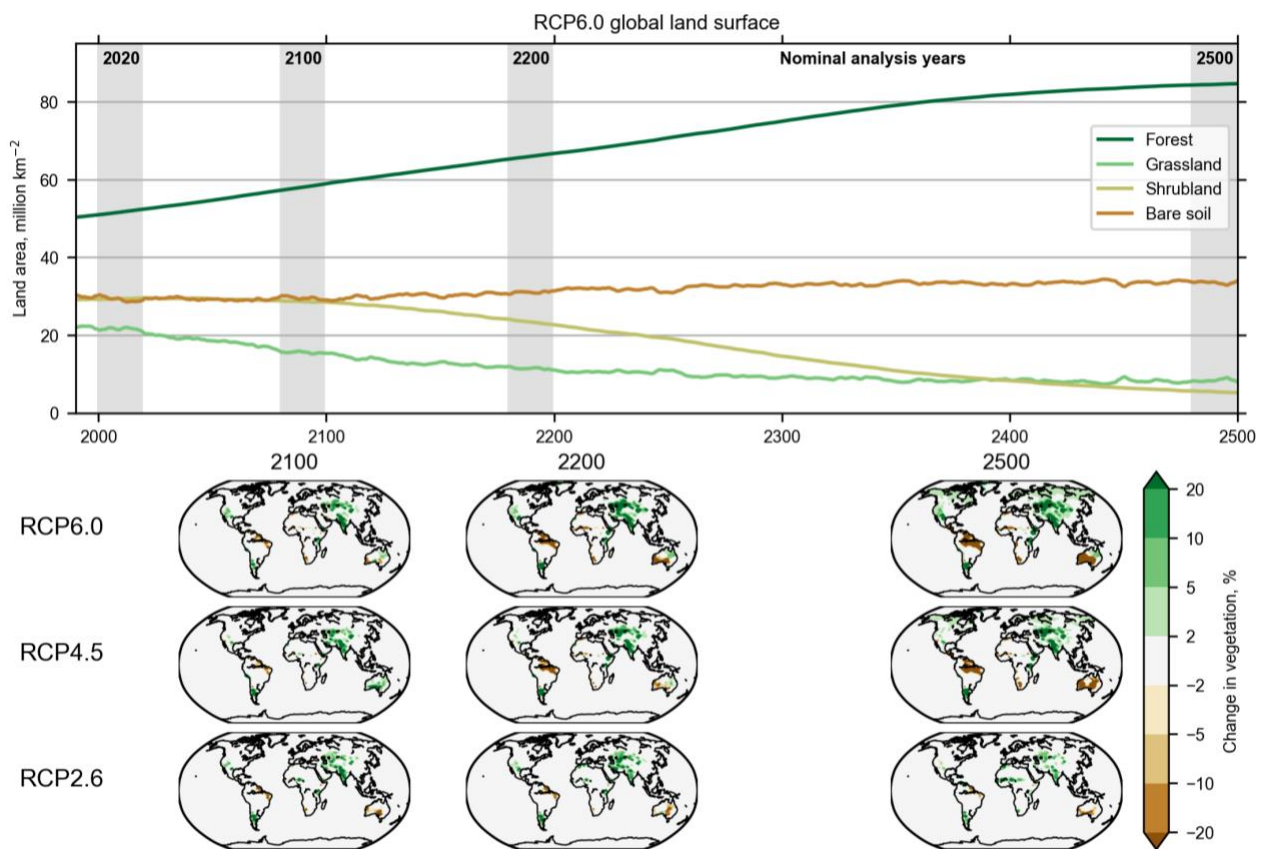 RCP6.0 global land surface
2020 2100 2200 Nominal analysis years 2500
Land area, million km⁻²
80
60
40
20
0
Forest
Grassland
Shrubland
Bare soil
2000 2100 2200 2300 2400 2500
2100 2200 2500
RCP6.0
RCP4.5
RCP2.6
20
10
5
2
−2
−5
−10
−20
Change in vegetation, %